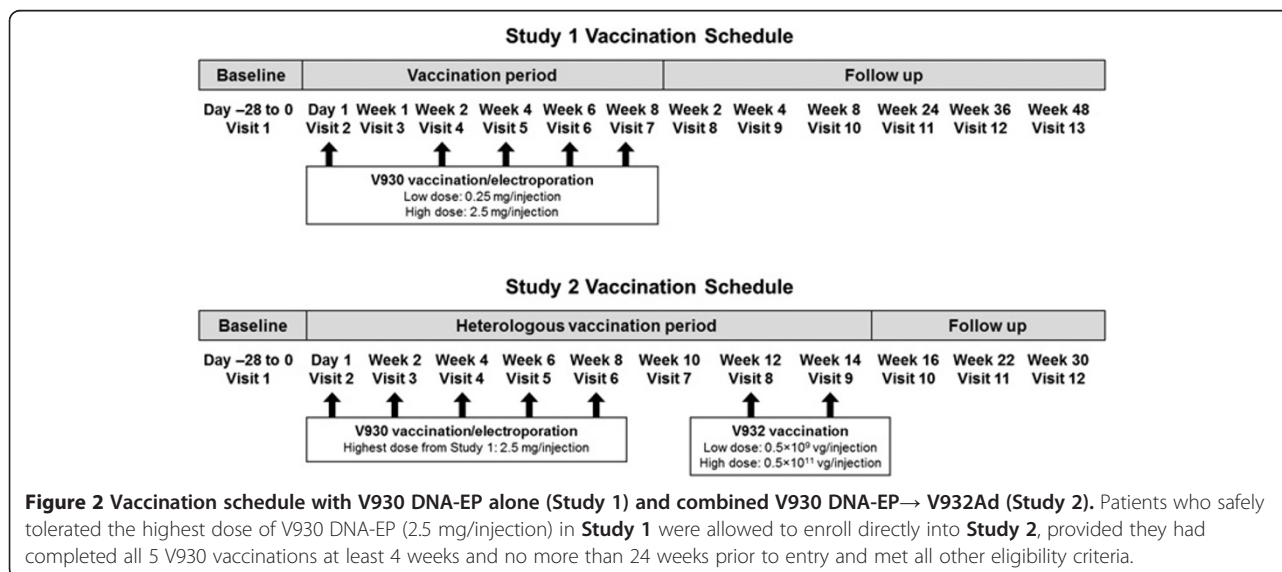 Study 1 Vaccination Schedule
Baseline Vaccination period Follow up
Day –28 to 0 Day 1 Week 1 Week 2 Week 4 Week 6 Week 8 Week 2 Week 4 Week 8 Week 24 Week 36 Week 48
Visit 1 Visit 2 Visit 3 Visit 4 Visit 5 Visit 6 Visit 7 Visit 8 Visit 9 Visit 10 Visit 11 Visit 12 Visit 13
V930 vaccination/electroporation
Low dose: 0.25 mg/injection
High dose: 2.5 mg/injection
Study 2 Vaccination Schedule
Baseline Heterologous vaccination period Follow up
Day –28 to 0 Day 1 Week 2 Week 4 Week 6 Week 8 Week 10 Week 12 Week 14 Week 16 Week 22 Week 30
Visit 1 Visit 2 Visit 3 Visit 4 Visit 5 Visit 6 Visit 7 Visit 8 Visit 9 Visit 10 Visit 11 Visit 12
V930 vaccination/electroporation
Highest dose from Study 1: 2.5 mg/injection
V932 vaccination
Low dose: 0.5×10⁹ vg/injection
High dose: 0.5×10¹¹ vg/injection
Figure 2 Vaccination schedule with V930 DNA-EP alone (Study 1) and combined V930 DNA-EP→ V932Ad (Study 2). Patients who safely
tolerated the highest dose of V930 DNA-EP (2.5 mg/injection) in Study 1 were allowed to enroll directly into Study 2, provided they had
completed all 5 V930 vaccinations at least 4 weeks and no more than 24 weeks prior to entry and met all other eligibility criteria.